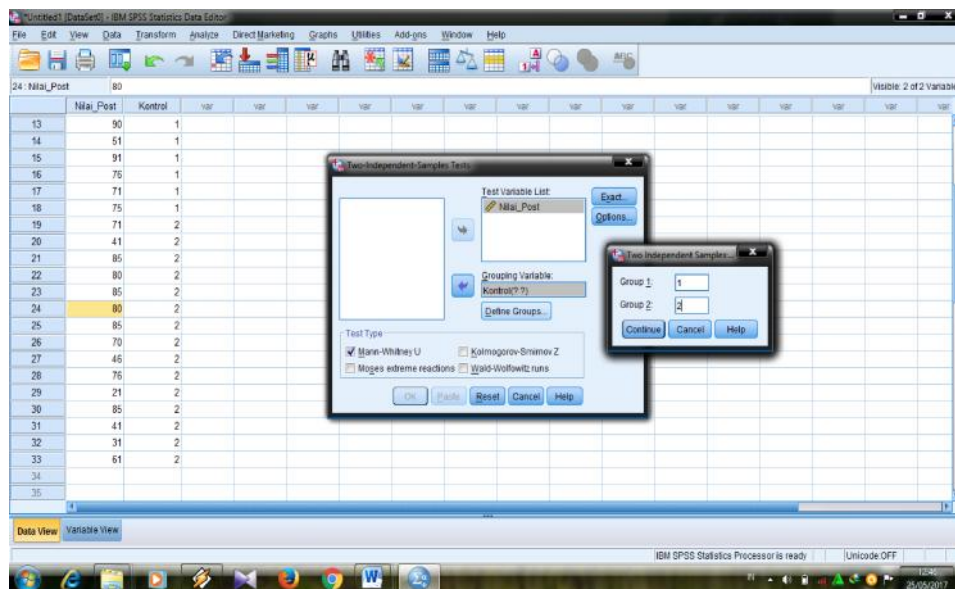 *Untitled1 [DataSet0] - IBM SPSS Statistics Data Editor
File Edit View Data Transform Analyze Direct Marketing Graphs Utilities Add-ons Window Help
24 : Nilai_Post 80 Visible: 2 of 2 Variable
Nilai_Post Kontrol var var var var var var var var var var var var var
13 90 1
14 51 1
15 91 1
16 76 1
17 71 1
18 75 1
19 71 2
20 41 2
21 85 2
22 80 2
23 85 2
24 80 2
25 85 2
26 70 2
27 46 2
28 76 2
29 21 2
30 85 2
31 41 2
32 31 2
33 61 2
34
35
Two-Independent-Samples Tests
Test Variable List:
Nilai_Post
Exact...
Options...
Grouping Variable:
Kontrol(? ?)
Define Groups...
Test Type
Mann-Whitney U Kolmogorov-Smirnov Z
Moses extreme reactions Wald-Wolfowitz runs
OK Paste Reset Cancel Help
Two Independent Samples...
Group 1: 1
Group 2: 2
Continue Cancel Help
Data View Variable View
IBM SPSS Statistics Processor is ready Unicode:OFF
12:46
25/05/2017